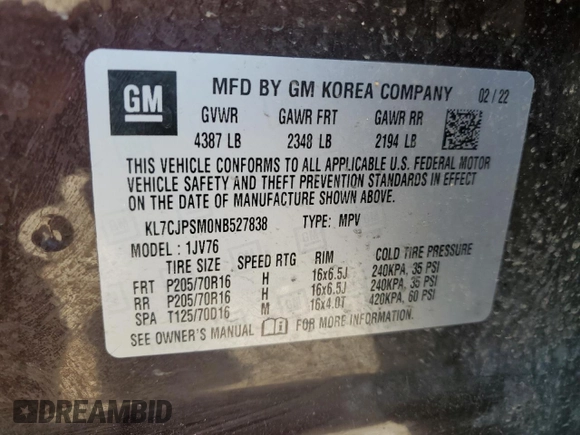 GM MFD BY GM KOREA COMPANY 02 / 22
GVWR GAWR FRT GAWR RR
4387 LB 2348 LB 2194 LB
THIS VEHICLE CONFORMS TO ALL APPLICABLE U.S. FEDERAL MOTOR
VEHICLE SAFETY AND THEFT PREVENTION STANDARDS IN EFFECT
ON THE DATE OF MANUFACTURE SHOWN ABOVE.
KL7CJPSM0NB527838 TYPE: MPV
MODEL : 1JV76
TIRE SIZE SPEED RTG RIM COLD TIRE PRESSURE
FRT P205/70R16 H 16x6.5J 240KPA, 35 PSI
RR P205/70R16 H 16x6.5J 240KPA, 35 PSI
SPA T125/70D16 M 16x4.0T 420KPA, 60 PSI
SEE OWNER'S MANUAL FOR MORE INFORMATION.
DREAMBID